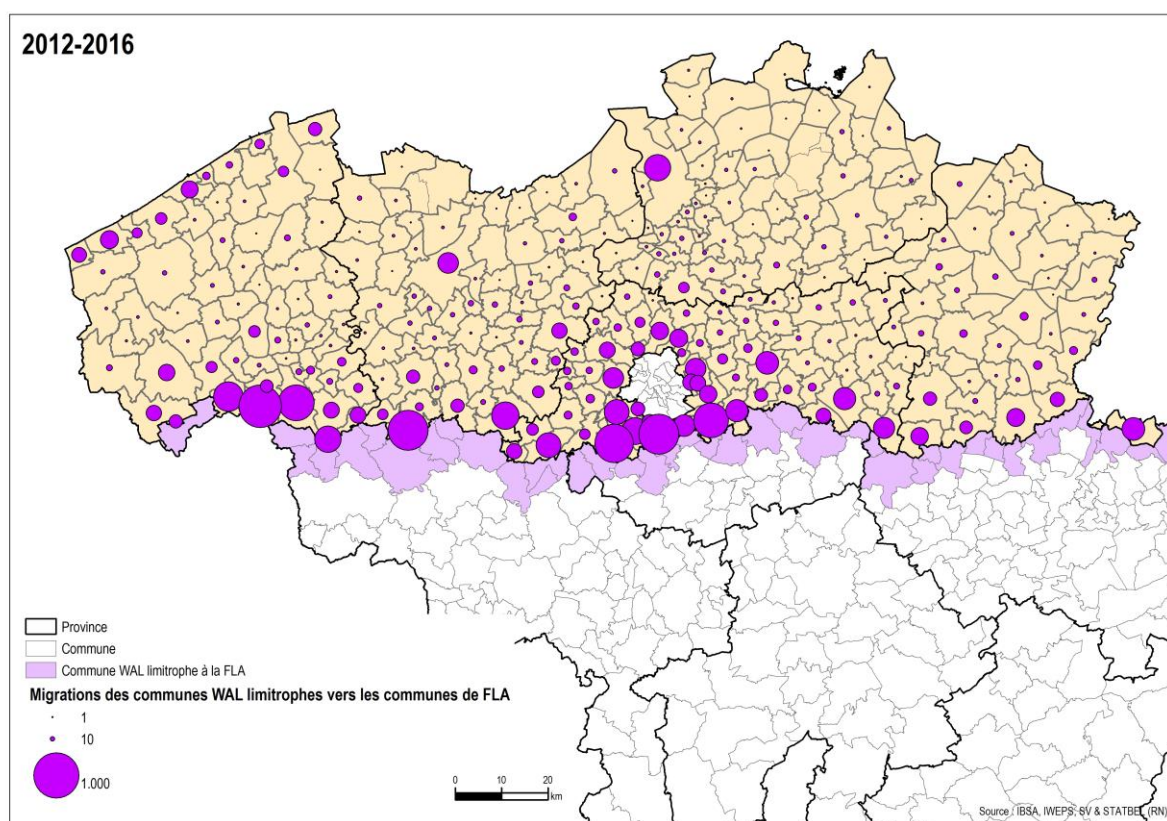 2012-2016
Province
Commune
Commune WAL limitrophe à la FLA
Migrations des communes WAL limitrophes vers les communes de FLA
1
10
1.000
0 10 20
km
Source : IBSA, IWEPS, SV & STATBEL (RN)